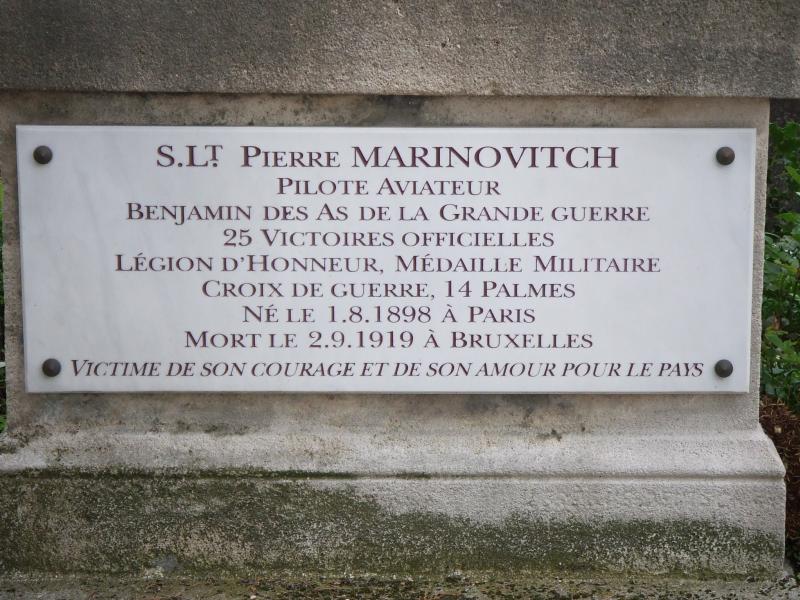 S.LT PIERRE MARINOVITCH
PILOTE AVIATEUR
BENJAMIN DES AS DE LA GRANDE GUERRE
25 VICTOIRES OFFICIELLES
LÉGION D'HONNEUR, MÉDAILLE MILITAIRE
CROIX DE GUERRE, 14 PALMES
NÉ LE 1.8.1898 À PARIS
MORT LE 2.9.1919 À BRUXELLES
VICTIME DE SON COURAGE ET DE SON AMOUR POUR LE PAYS